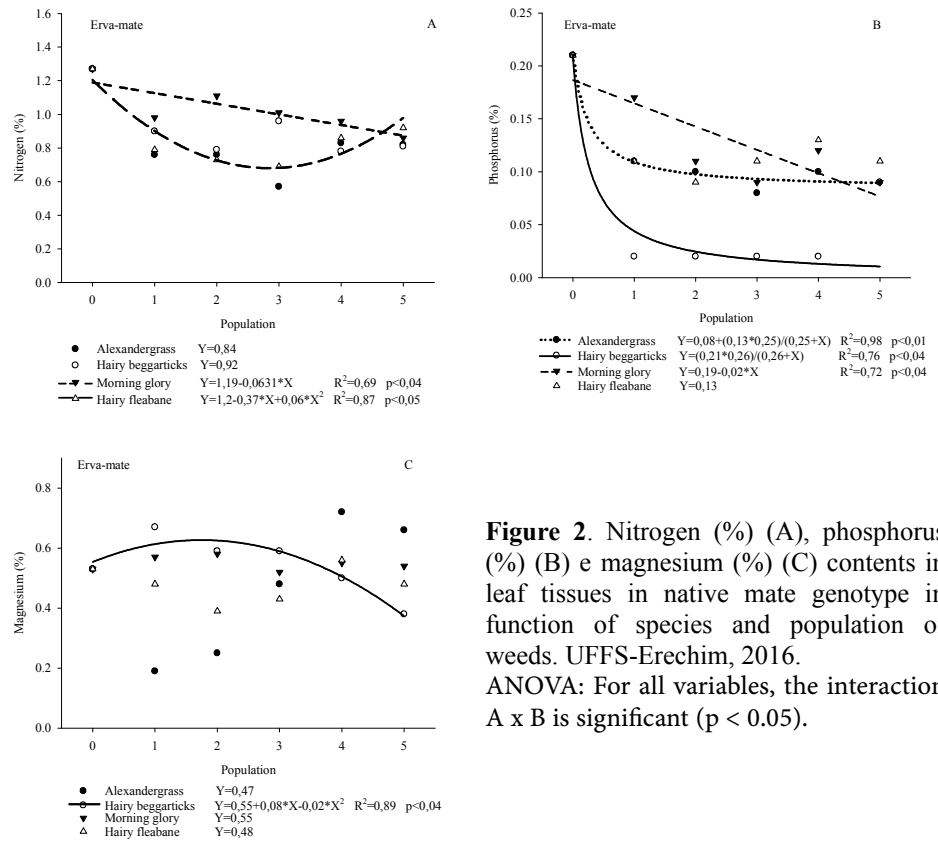 Erva-mate A
Nitrogen (%)
1.6
1.4
1.2
1.0
0.8
0.6
0.4
0.2
0.0
0 1 2 3 4 5
Population
Alexandergrass Y=0,84
Hairy beggarticks Y=0,92
Morning glory Y=1,19-0,0631*X R²=0,69 p<0,04
Hairy fleabane Y=1,2-0,37*X+0,06*X² R²=0,87 p<0,05
Erva-mate B
Phosphorus (%)
0.25
0.20
0.15
0.10
0.05
0.00
0 1 2 3 4 5
Population
Alexandergrass Y=0,08+(0,13*0,25)/(0,25+X) R²=0,98 p<0,01
Hairy beggarticks Y=(0,21*0,26)/(0,26+X) R²=0,76 p<0,04
Morning glory Y=0,19-0,02*X R²=0,72 p<0,04
Hairy fleabane Y=0,13
Erva-mate C
Magnesium (%)
0.8
0.6
0.4
0.2
0.0
0 1 2 3 4 5
Population
Alexandergrass Y=0,47
Hairy beggarticks Y=0,55+0,08*X-0,02*X² R²=0,89 p<0,04
Morning glory Y=0,55
Hairy fleabane Y=0,48
Figure 2. Nitrogen (%) (A), phosphorus
(%) (B) e magnesium (%) (C) contents in
leaf tissues in native mate genotype in
function of species and population o
weeds. UFFS-Erechim, 2016.
ANOVA: For all variables, the interaction
A x B is significant (p < 0.05).